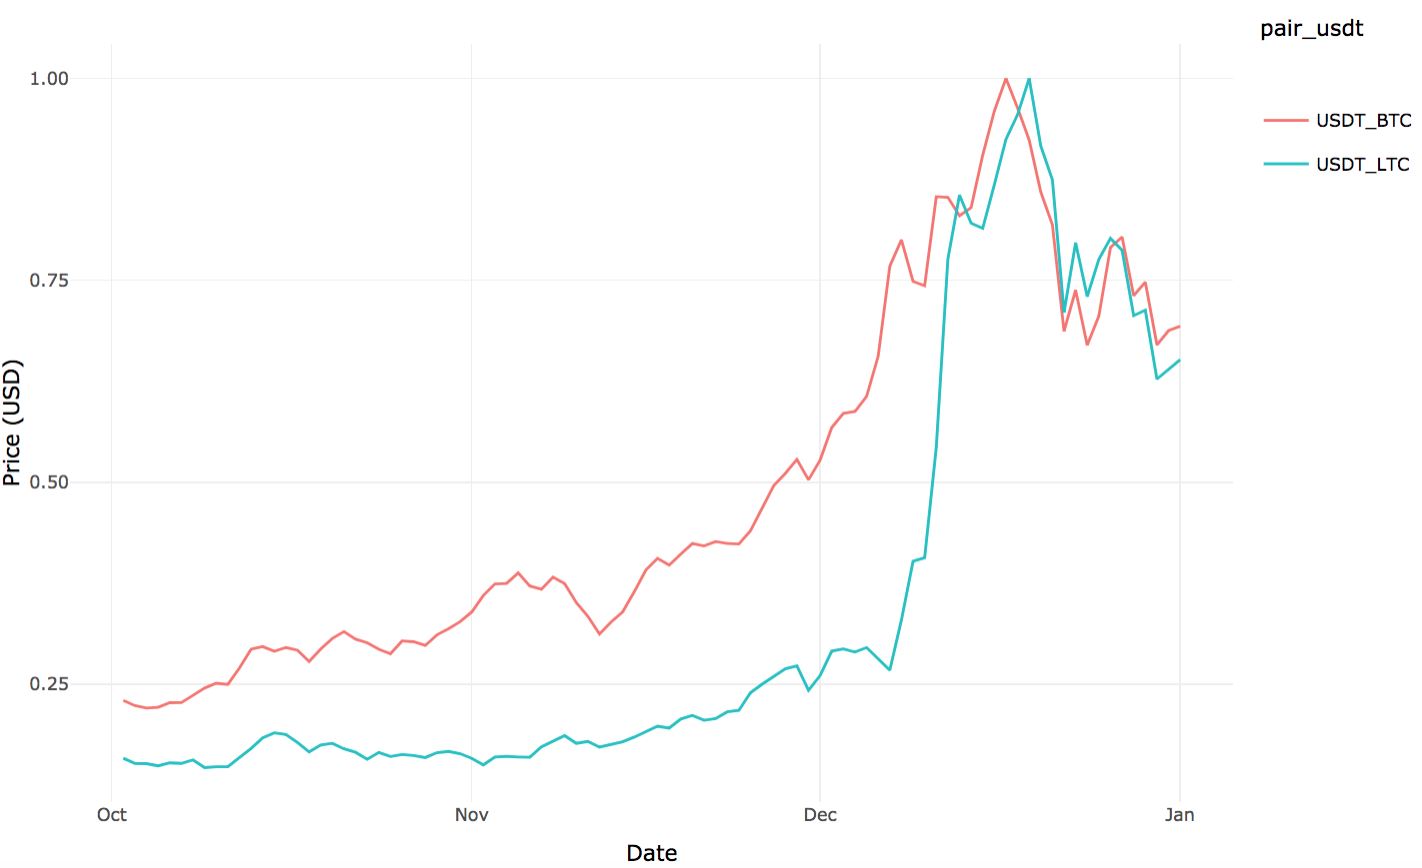 pair_usdt
USDT_BTC
USDT_LTC
Price (USD)
1.00
0.75
0.50
0.25
Oct Nov Dec Jan
Date